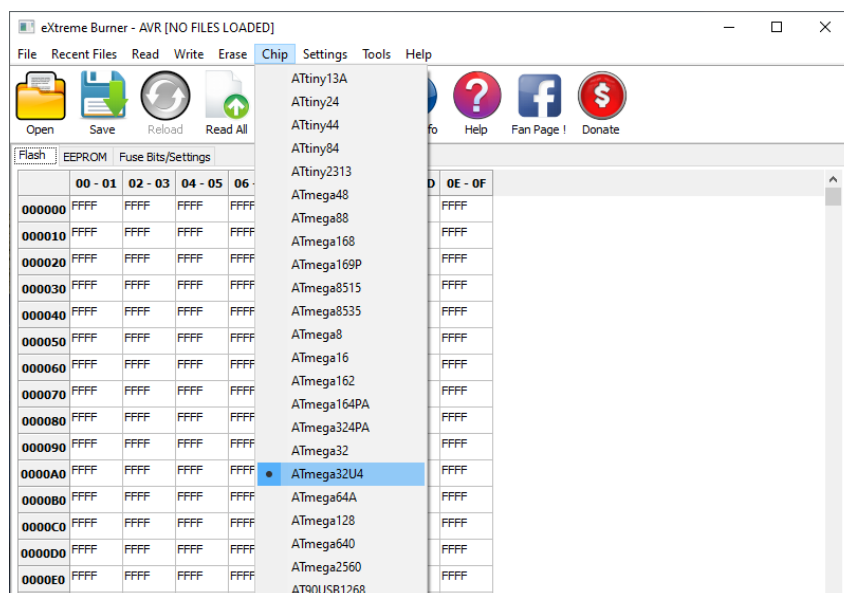 eXtreme Burner - AVR [NO FILES LOADED]
File Recent Files Read Write Erase Chip Settings Tools Help
Open Save Reload Read All fo Help Fan Page ! Donate
Flash EEPROM Fuse Bits/Settings
00 - 01 02 - 03 04 - 05 06 - D 0E - 0F
000000 FFFF FFFF FFFF FFFF FFFF
000010 FFFF FFFF FFFF FFFF FFFF
000020 FFFF FFFF FFFF FFFF FFFF
000030 FFFF FFFF FFFF FFFF FFFF
000040 FFFF FFFF FFFF FFFF FFFF
000050 FFFF FFFF FFFF FFFF FFFF
000060 FFFF FFFF FFFF FFFF FFFF
000070 FFFF FFFF FFFF FFFF FFFF
000080 FFFF FFFF FFFF FFFF FFFF
000090 FFFF FFFF FFFF FFFF FFFF
0000A0 FFFF FFFF FFFF FFFF FFFF
0000B0 FFFF FFFF FFFF FFFF FFFF
0000C0 FFFF FFFF FFFF FFFF FFFF
0000D0 FFFF FFFF FFFF FFFF FFFF
0000E0 FFFF FFFF FFFF FFFF FFFF
ATtiny13A
ATtiny24
ATtiny44
ATtiny84
ATtiny2313
ATmega48
ATmega88
ATmega168
ATmega169P
ATmega8515
ATmega8535
ATmega8
ATmega16
ATmega162
ATmega164PA
ATmega324PA
ATmega32
ATmega32U4
ATmega64A
ATmega128
ATmega640
ATmega2560
AT90USB1268